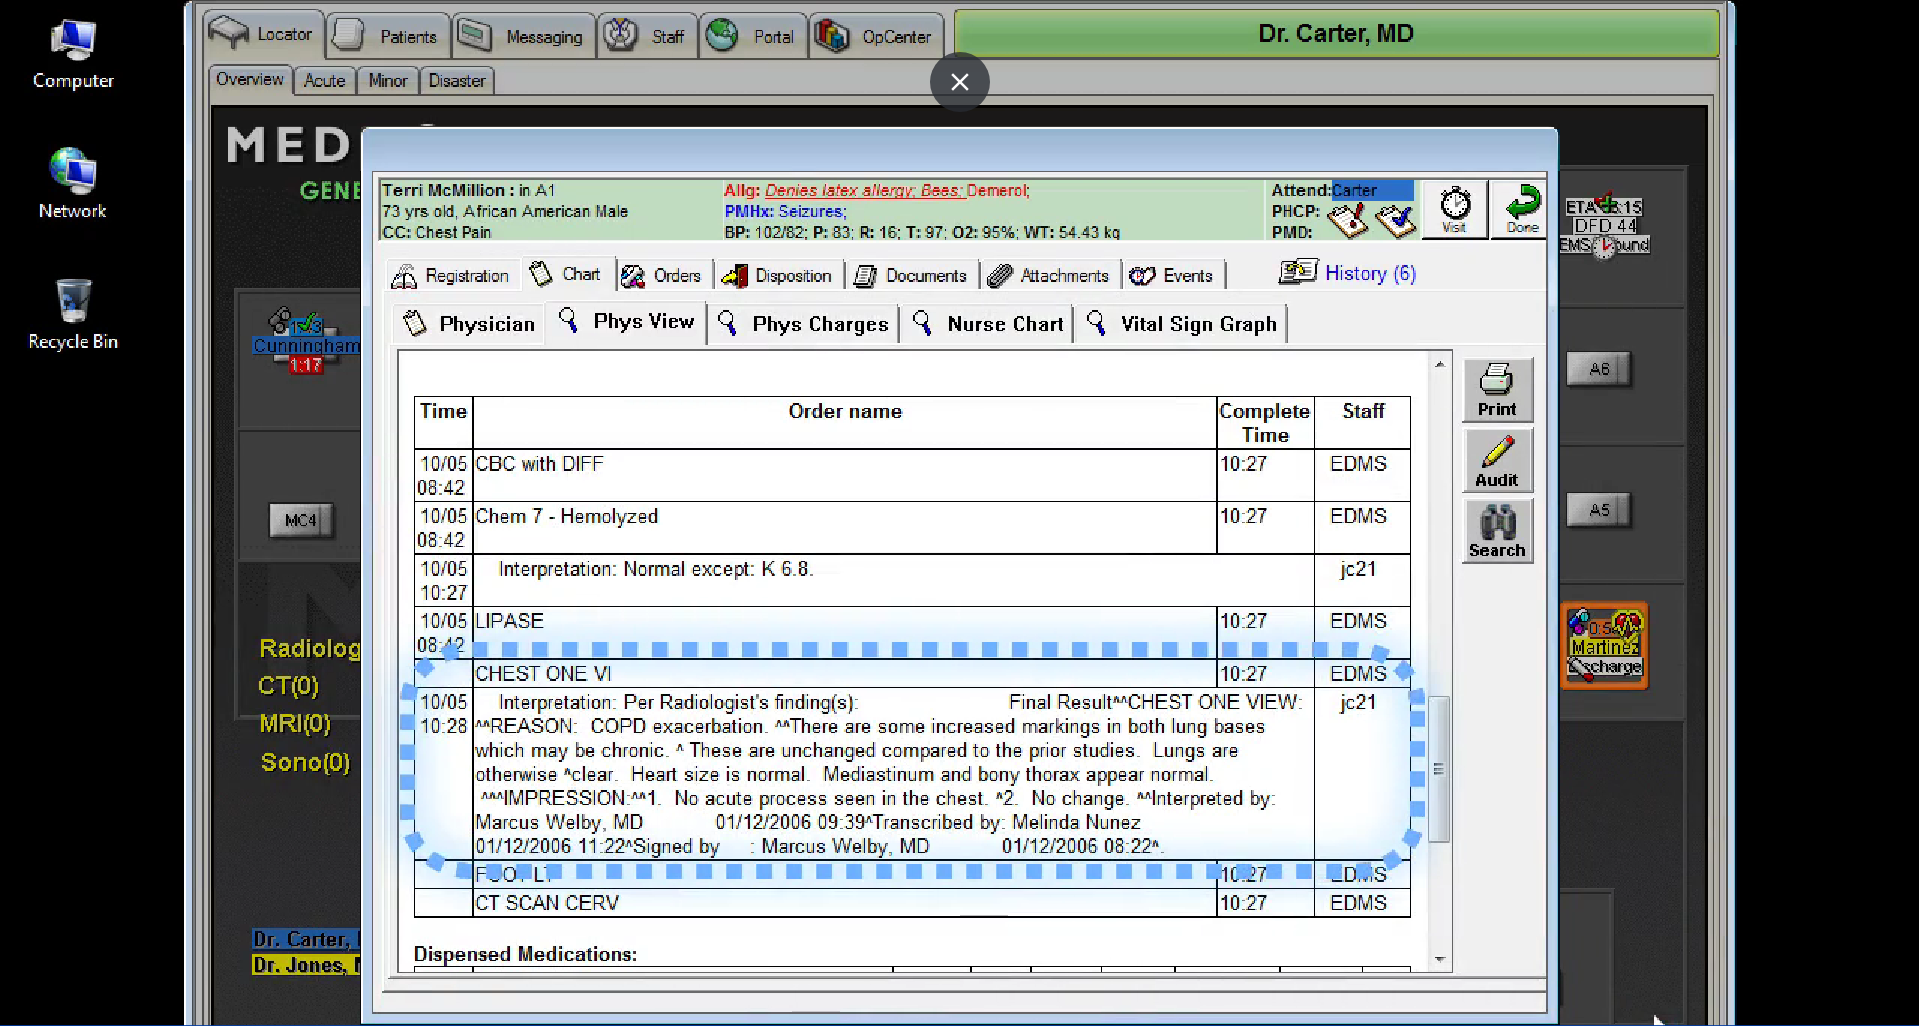 Computer
Network
Recycle Bin
Locator
Patients
Messaging
Staff
Portal
OpCenter
Dr. Carter, MD
Overview
Acute
Minor
Disaster
MED
GENE
Terri McMillion : in A1
73 yrs old, African American Male
CC: Chest Pain
Allg: Denies latex allergy; Bees; Demerol;
PMHx: Seizures;
BP: 102/82; P: 83; R: 16; T: 97; O2: 95%; WT: 54.43 kg
Attend:Carter
PHCP:
PMD:
Visit
Done
Registration
Chart
Orders
Disposition
Documents
Attachments
Events
History (6)
Physician
Phys View
Phys Charges
Nurse Chart
Vital Sign Graph
Time Order name Complete Time Staff
10/05 08:42 CBC with DIFF 10:27 EDMS
10/05 08:42 Chem 7 - Hemolyzed 10:27 EDMS
10/05 10:27 Interpretation: Normal except: K 6.8. jc21
10/05 08:42 LIPASE 10:27 EDMS
CHEST ONE VI 10:27 EDMS
10/05 Interpretation: Per Radiologist's finding(s): Final Result^^CHEST ONE VIEW: jc21
10:28 ^^REASON: COPD exacerbation. ^^There are some increased markings in both lung bases
which may be chronic. ^ These are unchanged compared to the prior studies. Lungs are
otherwise ^clear. Heart size is normal. Mediastinum and bony thorax appear normal.
^^^IMPRESSION:^^1. No acute process seen in the chest. ^2. No change. ^^Interpreted by:
Marcus Welby, MD 01/12/2006 09:39^Transcribed by: Melinda Nunez
01/12/2006 11:22^Signed by : Marcus Welby, MD 01/12/2006 08:22^.
FOOT LT 10:27 EDMS
CT SCAN CERV 10:27 EDMS
Dispensed Medications:
Print
Audit
Search
Cunningham
1:17
MC4
Radiolog
CT(0)
MRI(0)
Sono(0)
Dr. Carter,
Dr. Jones,
DFD 44
A6
A5
Martinez